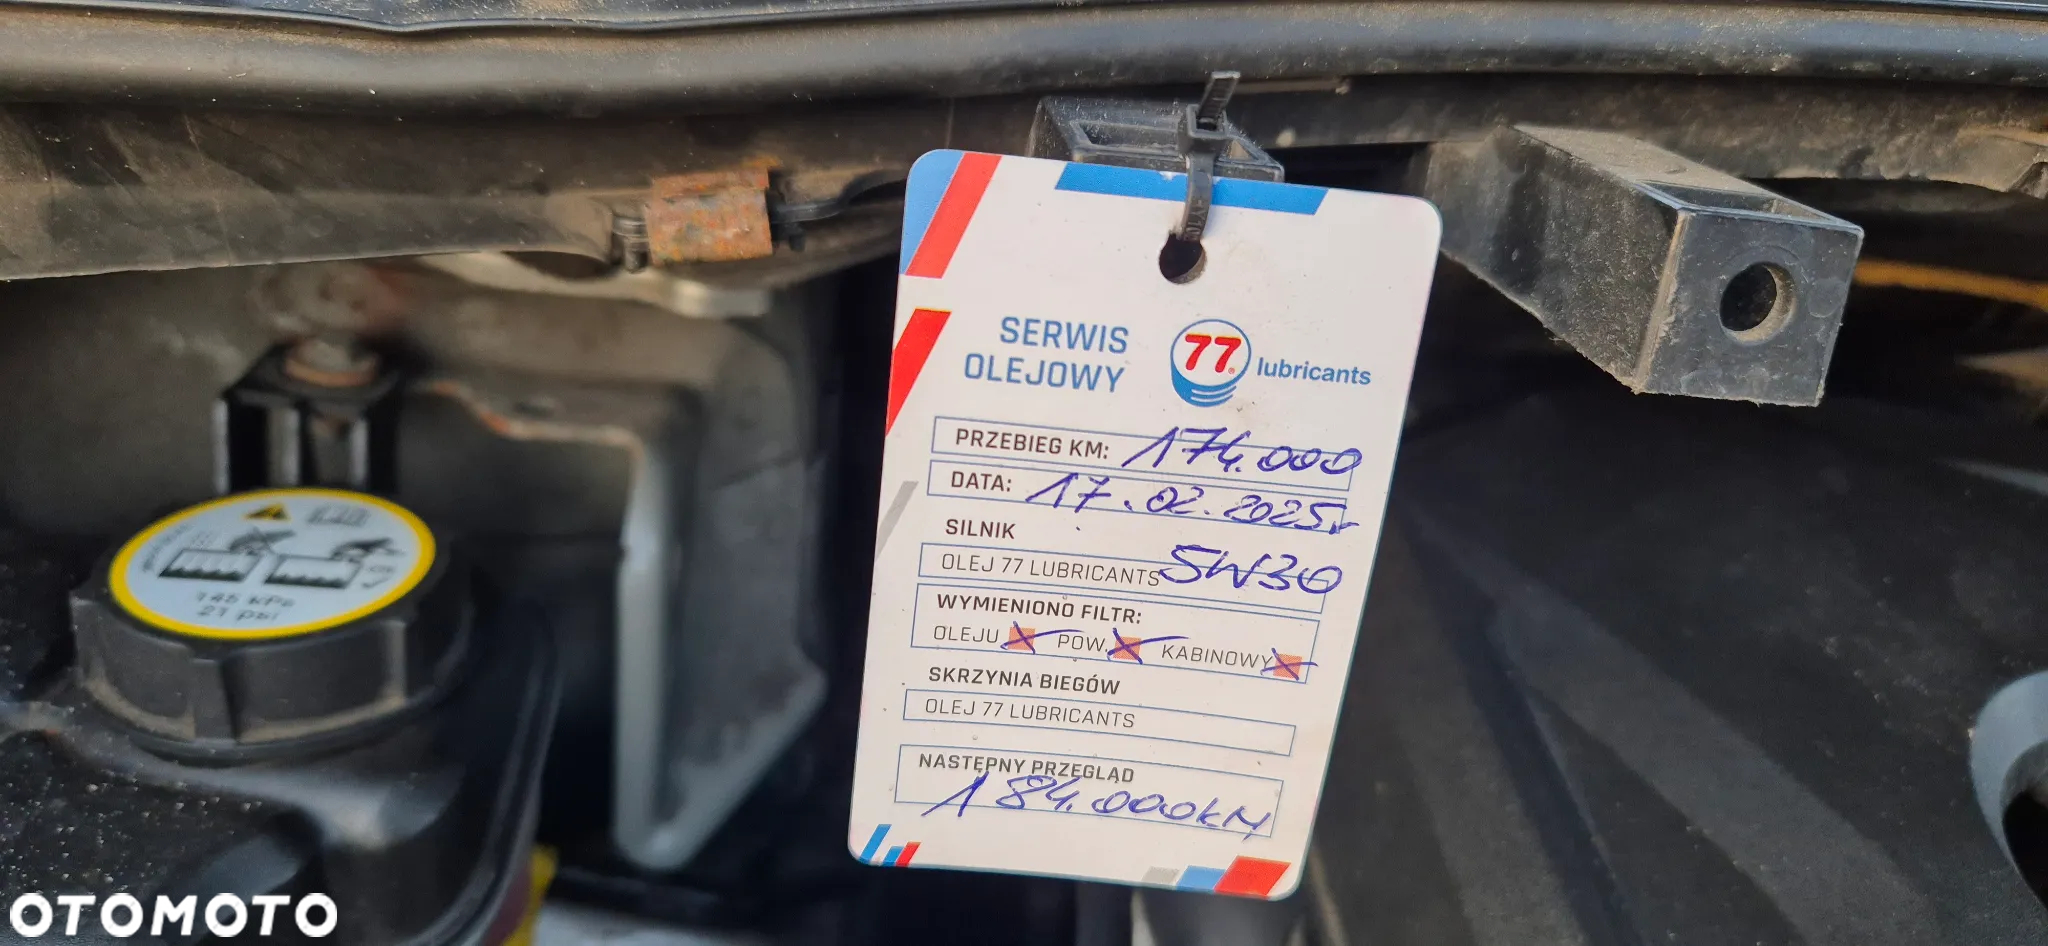 SERWIS
OLEJOWY
77 lubricants
PRZEBIEG KM: 174.000
DATA: 17.02.2025r
SILNIK
OLEJ 77 LUBRICANTS 5W30
WYMIENIONO FILTR:
OLEJU X POW. X KABINOWY X
SKRZYNIA BIEGÓW
OLEJ 77 LUBRICANTS
NASTĘPNY PRZEGLĄD
184.000KM
145 kPa
21 psi
OTOMOTO